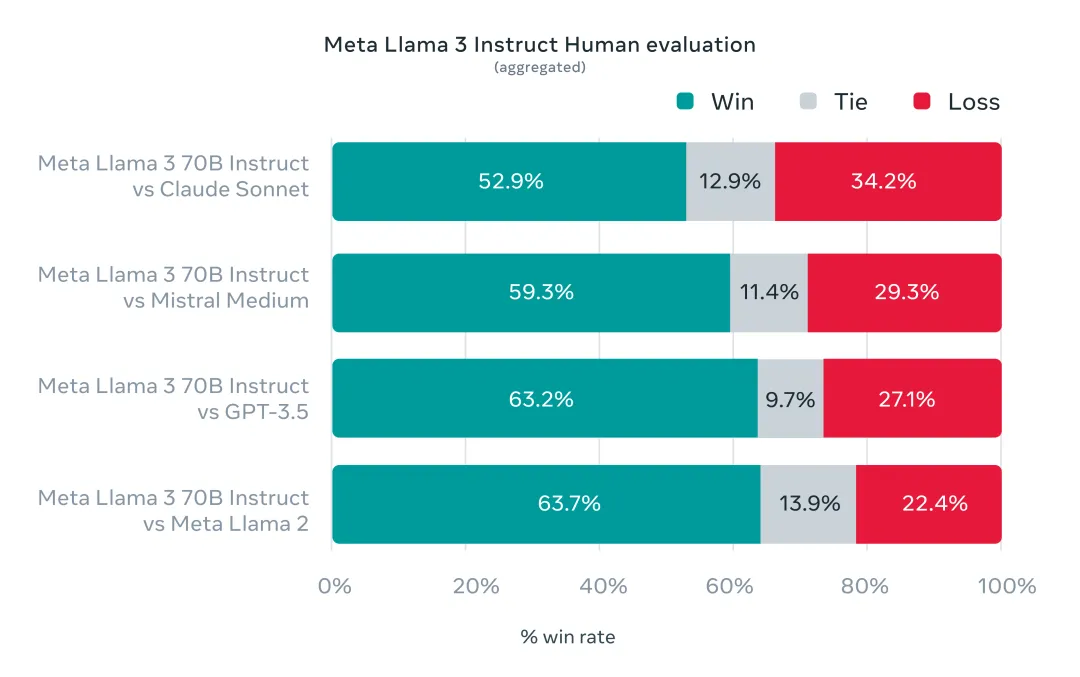 Meta Llama 3 Instruct Human evaluation
(aggregated)
Win Tie Loss
Meta Llama 3 70B Instruct
vs Claude Sonnet
52.9% 12.9% 34.2%
Meta Llama 3 70B Instruct
vs Mistral Medium
59.3% 11.4% 29.3%
Meta Llama 3 70B Instruct
vs GPT-3.5
63.2% 9.7% 27.1%
Meta Llama 3 70B Instruct
vs Meta Llama 2
63.7% 13.9% 22.4%
0% 20% 40% 60% 80% 100%
% win rate